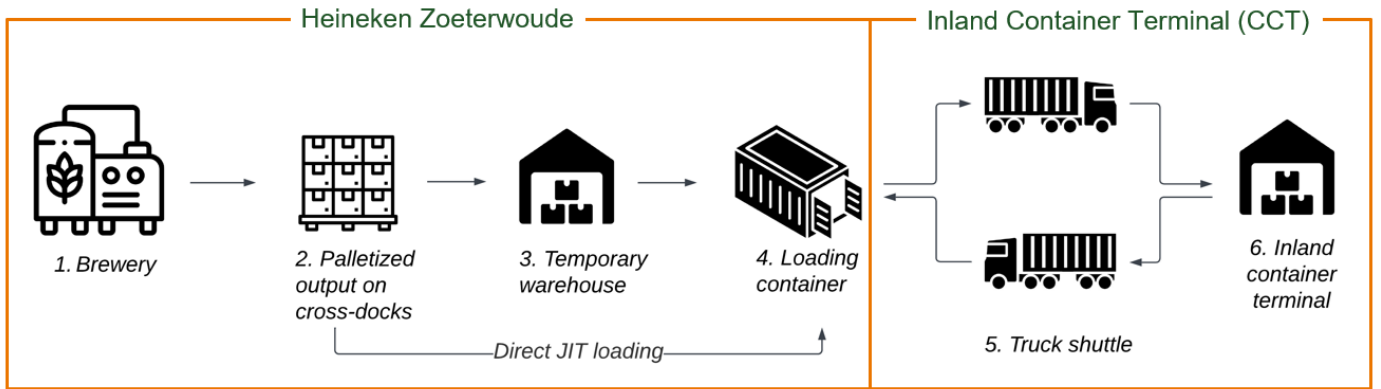 Heineken Zoeterwoude
Inland Container Terminal (CCT)
1. Brewery
2. Palletized
output on
cross-docks
3. Temporary
warehouse
4. Loading
container
Direct JIT loading
5. Truck shuttle
6. Inland
container
terminal